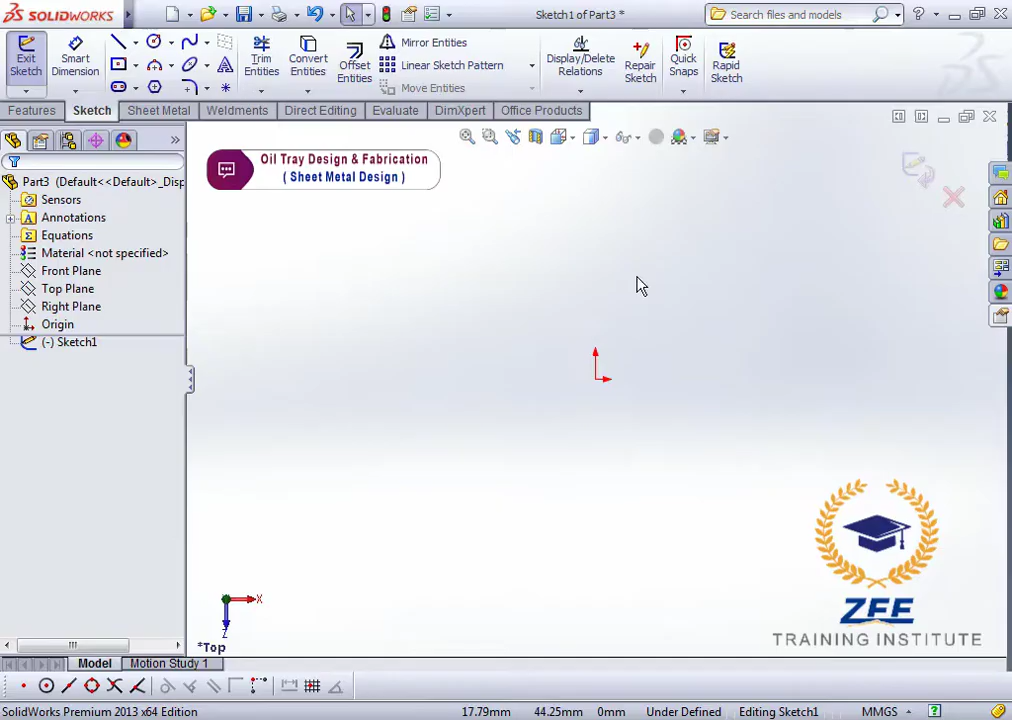 SOLIDWORKS
Sketch1 of Part3 *
Search files and models
Exit Sketch
Smart Dimension
Trim Entities
Convert Entities
Offset Entities
Mirror Entities
Linear Sketch Pattern
Move Entities
Display/Delete Relations
Repair Sketch
Quick Snaps
Rapid Sketch
Features
Sketch
Sheet Metal
Weldments
Direct Editing
Evaluate
DimXpert
Office Products
Part3 (Default<<Default>_Disp
Sensors
Annotations
Equations
Material <not specified>
Front Plane
Top Plane
Right Plane
Origin
(-) Sketch1
Oil Tray Design & Fabrication
( Sheet Metal Design )
X
Z
*Top
ZEE
TRAINING INSTITUTE
Model
Motion Study 1
SolidWorks Premium 2013 x64 Edition
17.79mm
44.25mm
0mm
Under Defined
Editing Sketch1
MMGS